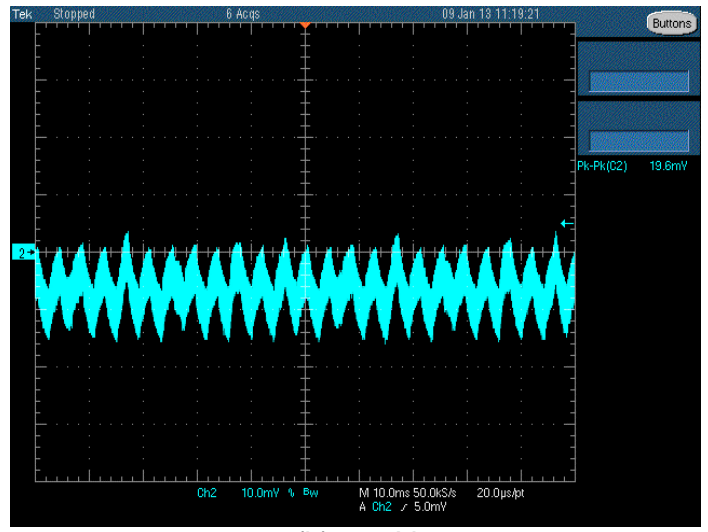 Tek Stopped 6 Acqs 09 Jan 13 11:19:21
Buttons
Pk-Pk(C2) 19.6mV
2
Ch2 10.0mV ∿ Bw M 10.0ms 50.0kS/s 20.0µs/pt
A Ch2 ⁄ 5.0mV